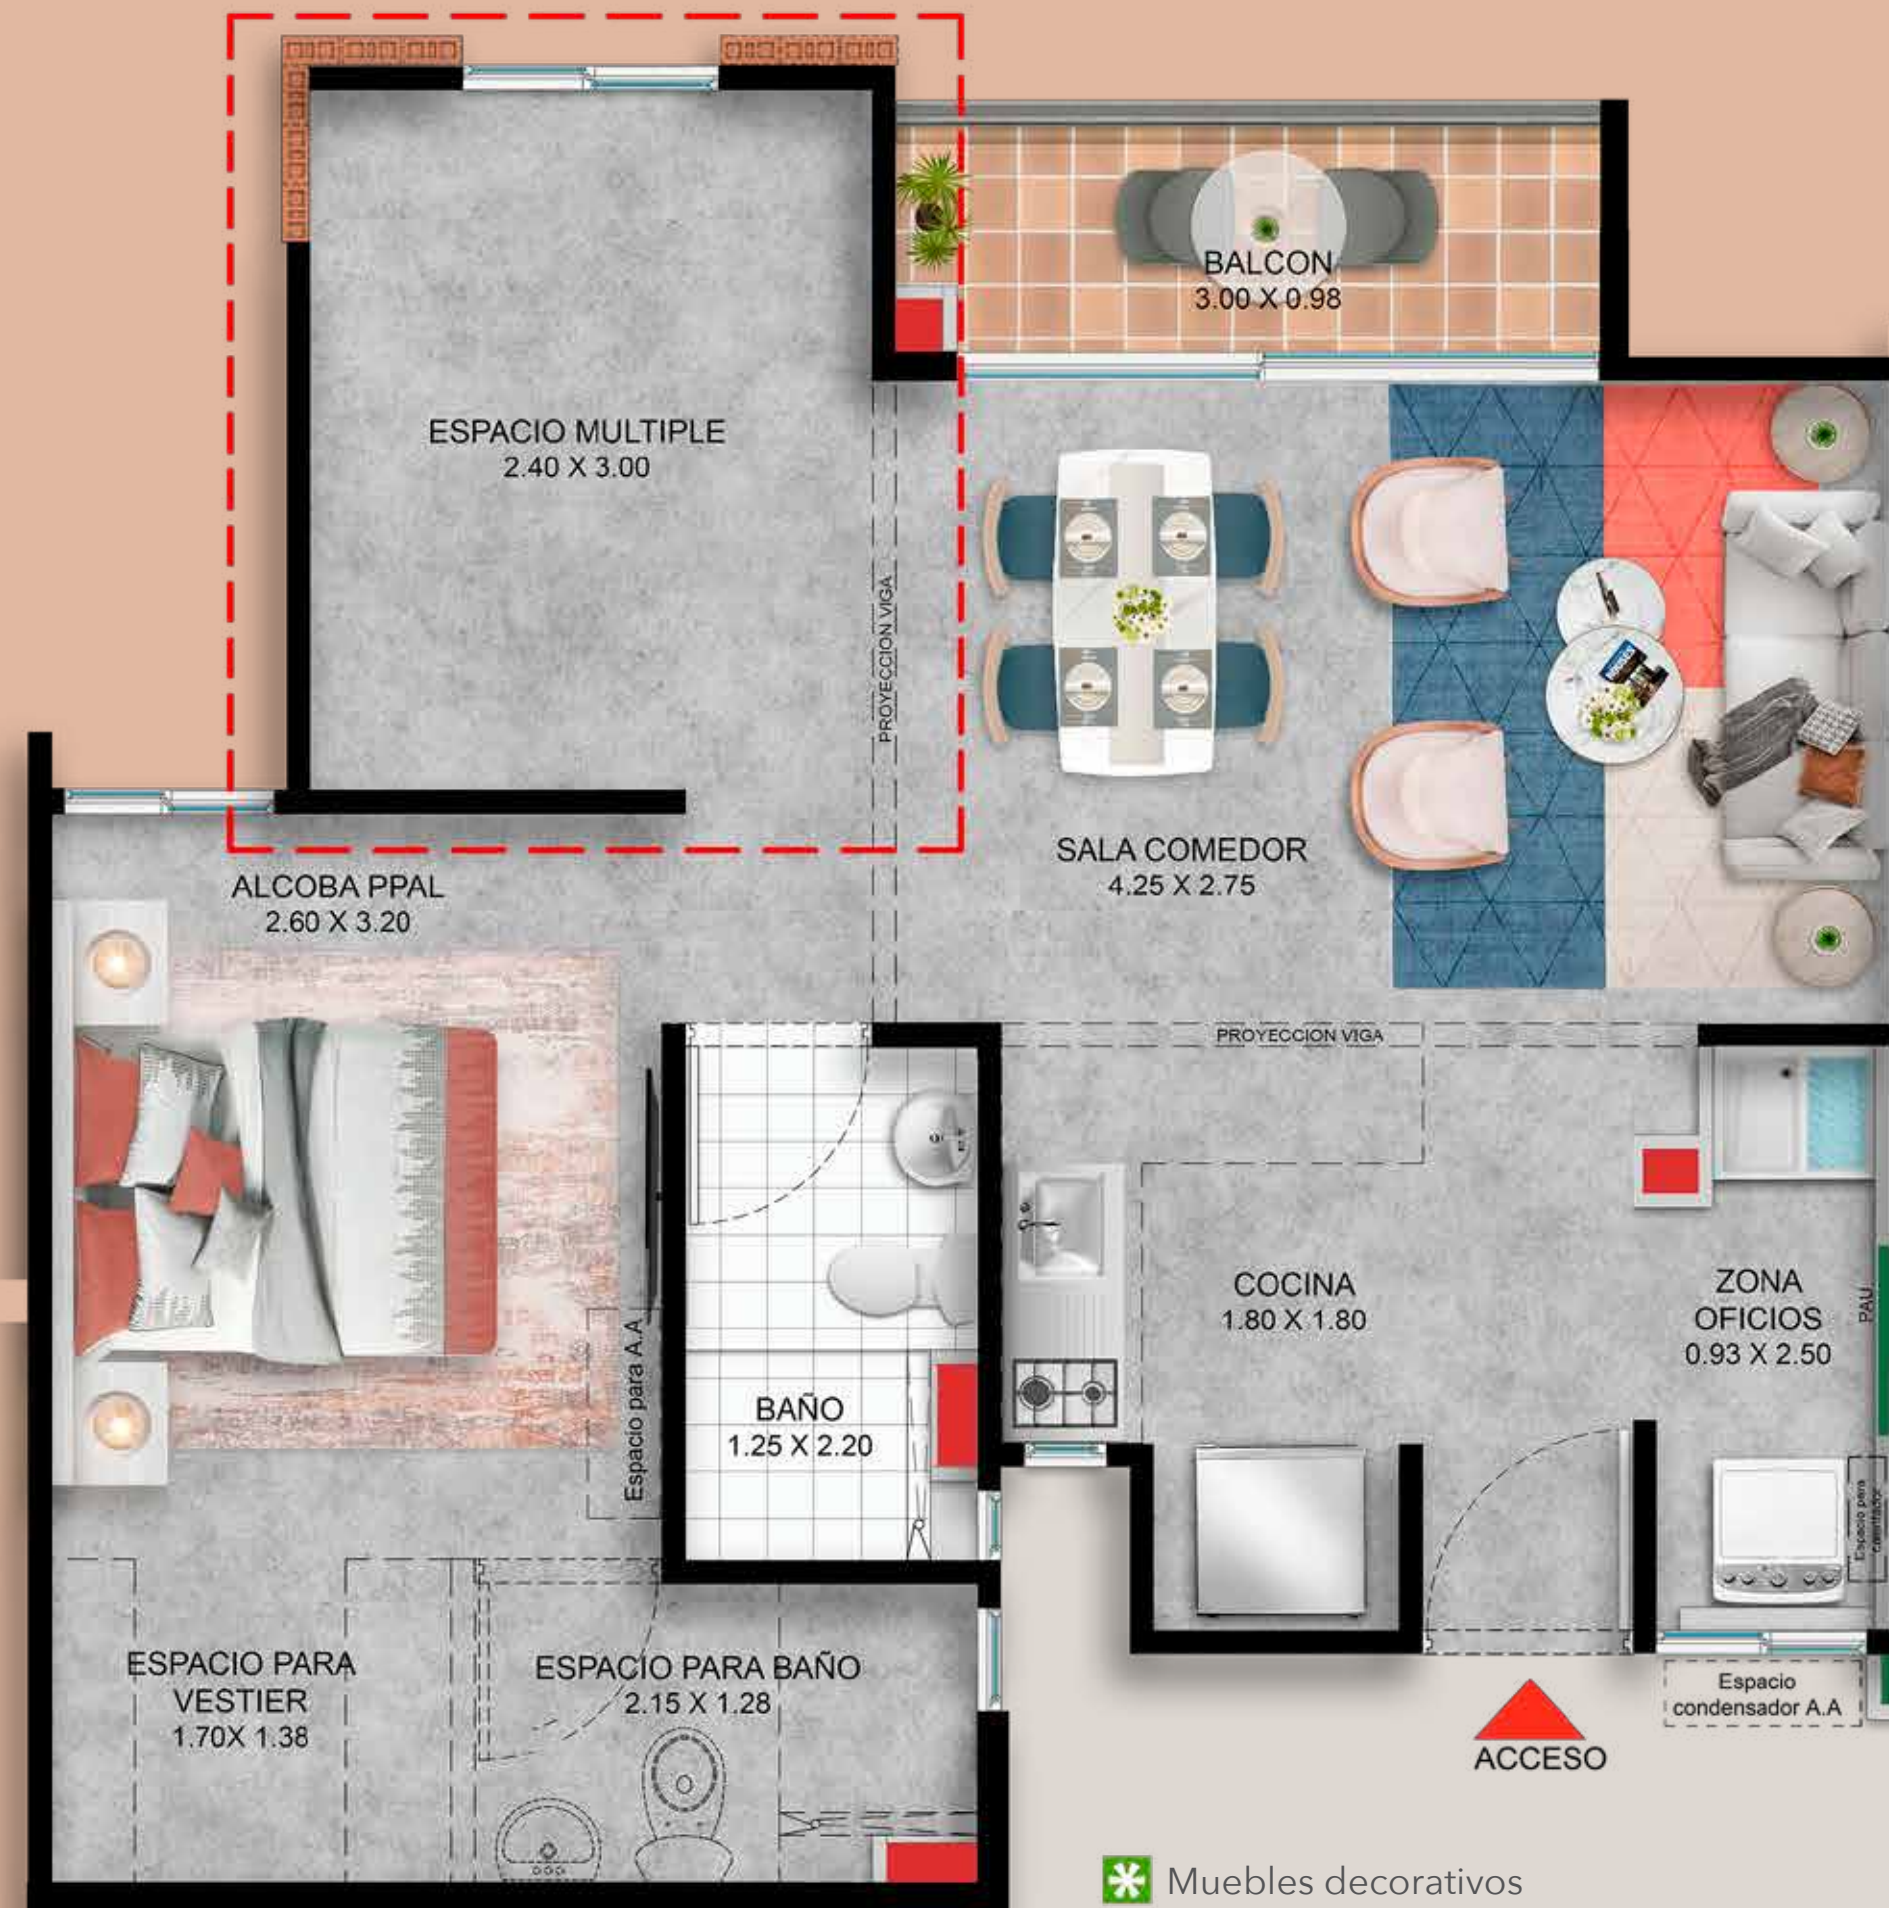 BALCON
3.00 X 0.98
ESPACIO MULTIPLE
2.40 X 3.00
PROYECCION VIGA
SALA COMEDOR
4.25 X 2.75
ALCOBA PPAL
2.60 X 3.20
PROYECCION VIGA
COCINA
1.80 X 1.80
ZONA
OFICIOS
0.93 X 2.50
PAU
Espacio para A.A
BAÑO
1.25 X 2.20
Espacio para
calentador
ESPACIO PARA
VESTIER
1.70X 1.38
ESPACIO PARA BAÑO
2.15 X 1.28
Espacio
condensador A.A
ACCESO
Muebles decorativos